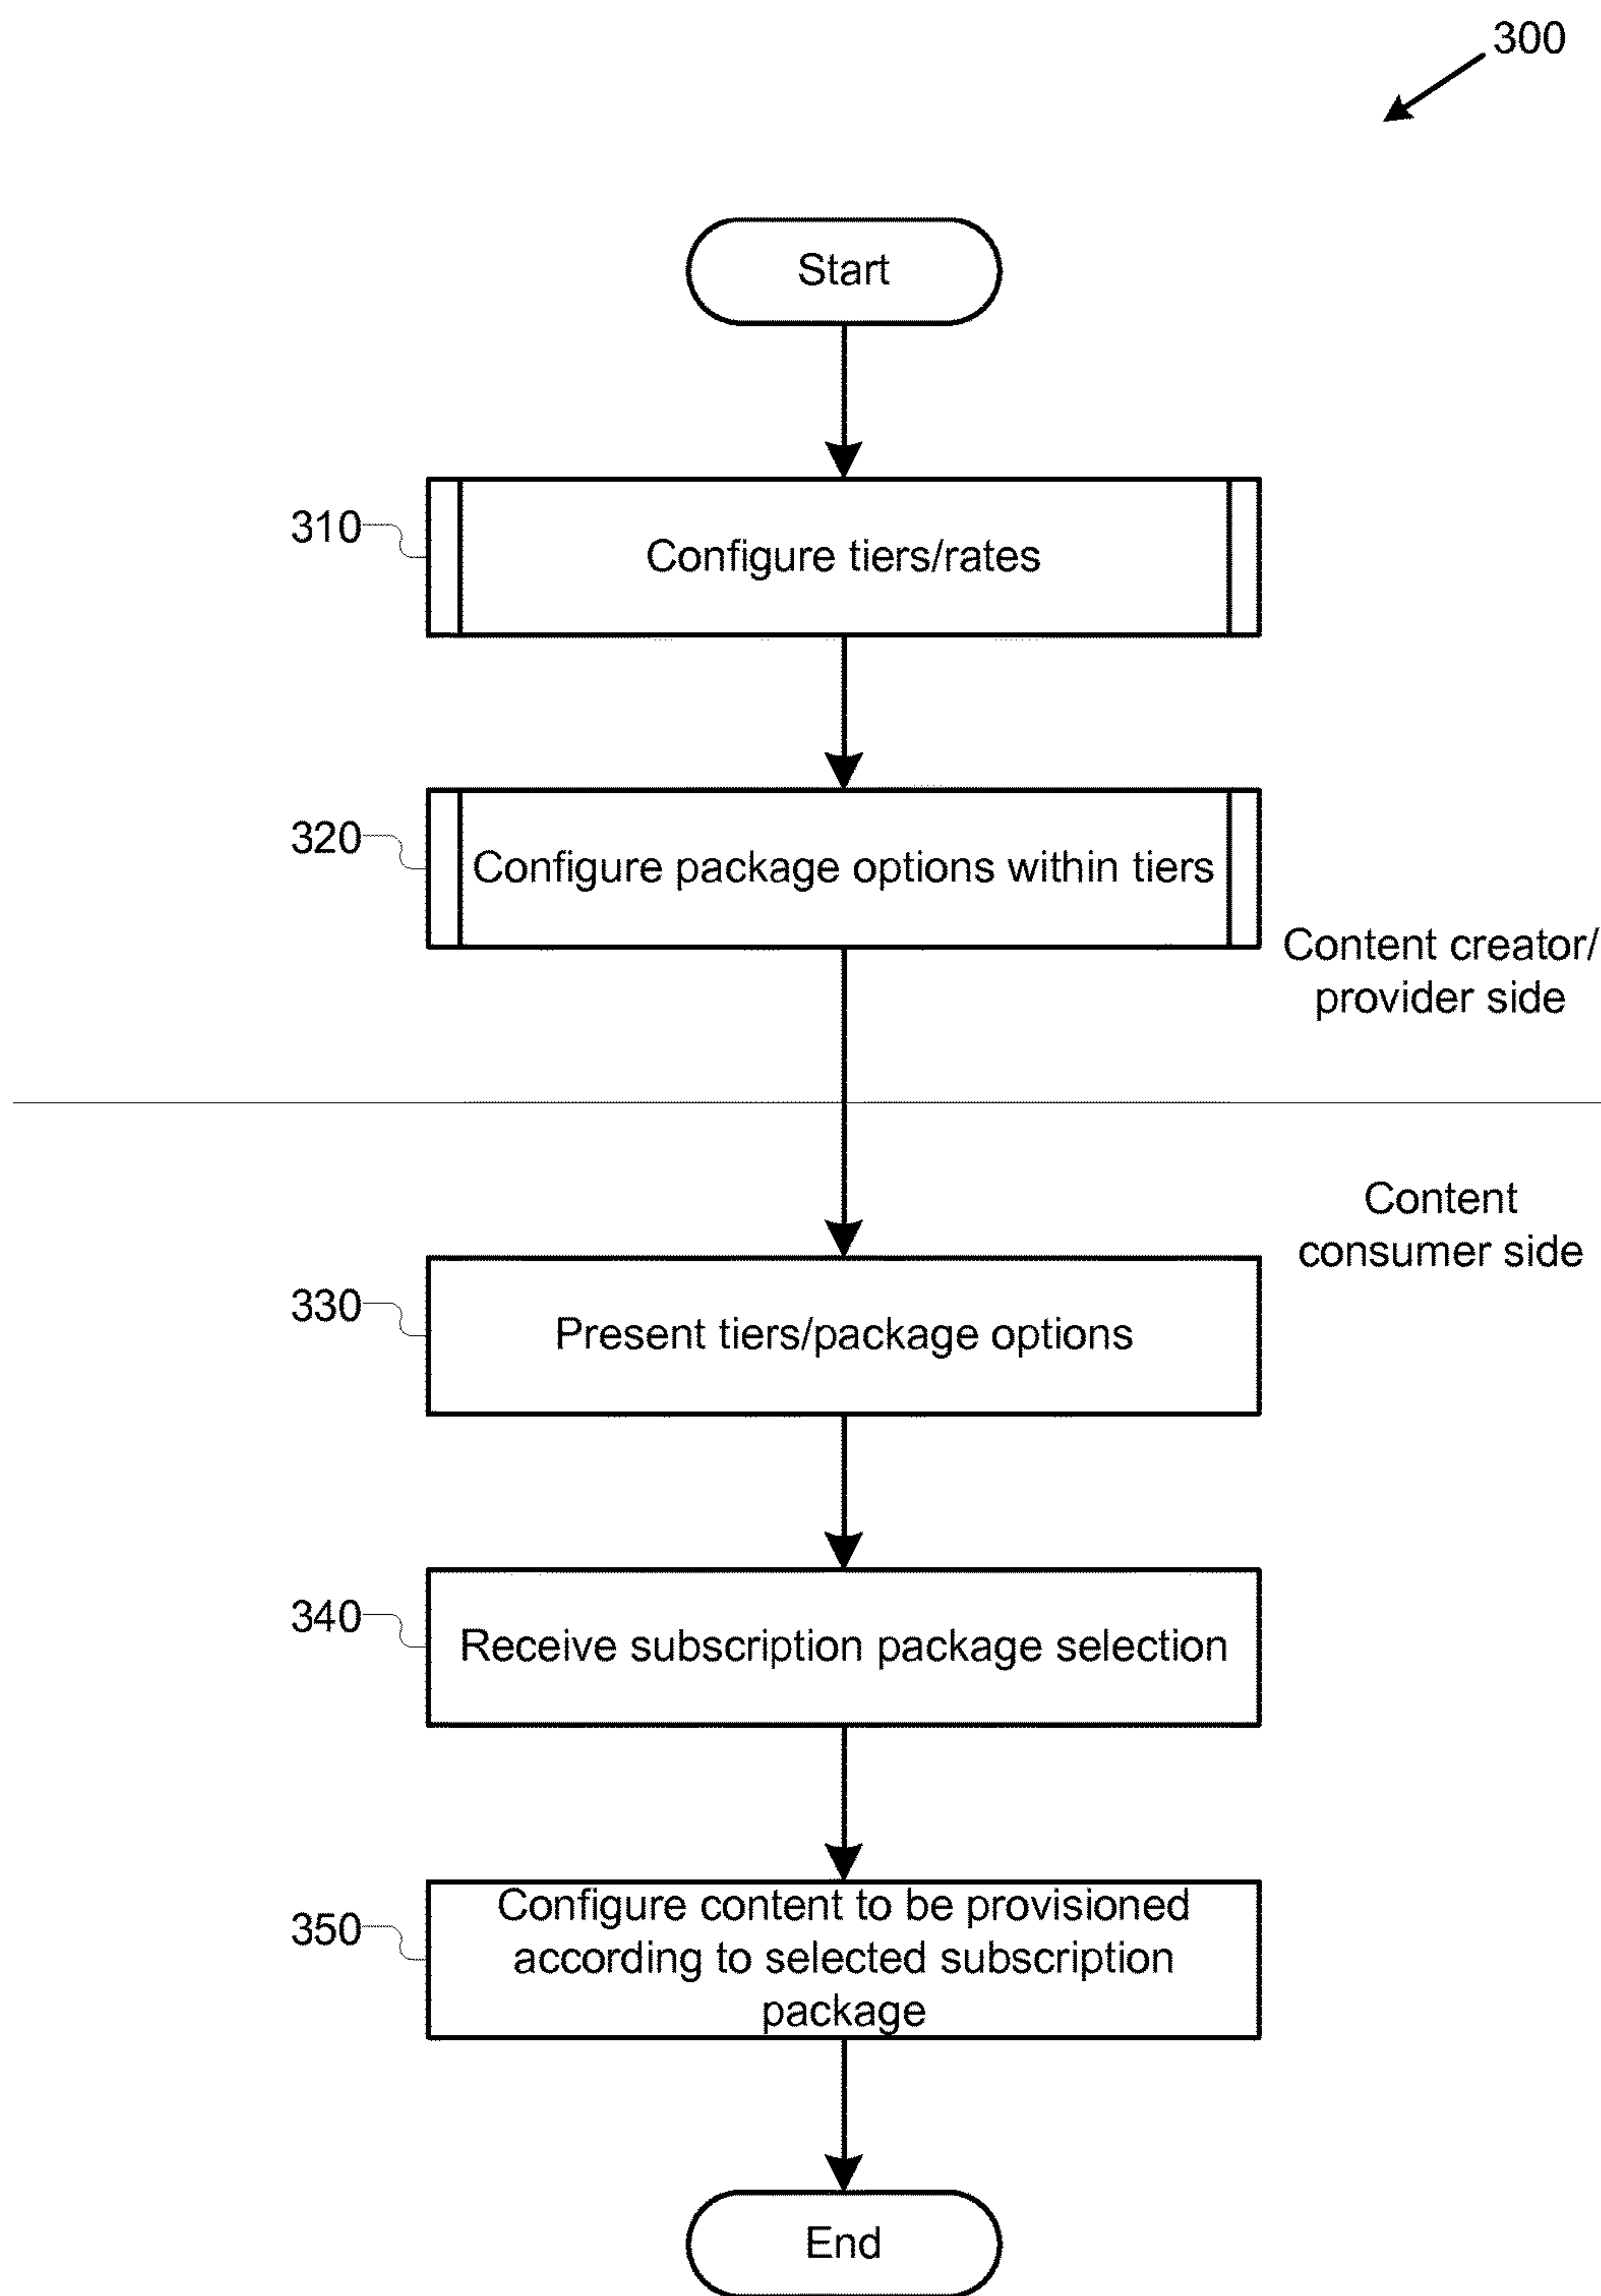 300
Start
310
Configure tiers/rates
320
Configure package options within tiers
Content creator/
provider side
Content
consumer side
330
Present tiers/package options
340
Receive subscription package selection
350
Configure content to be provisioned
according to selected subscription
package
End